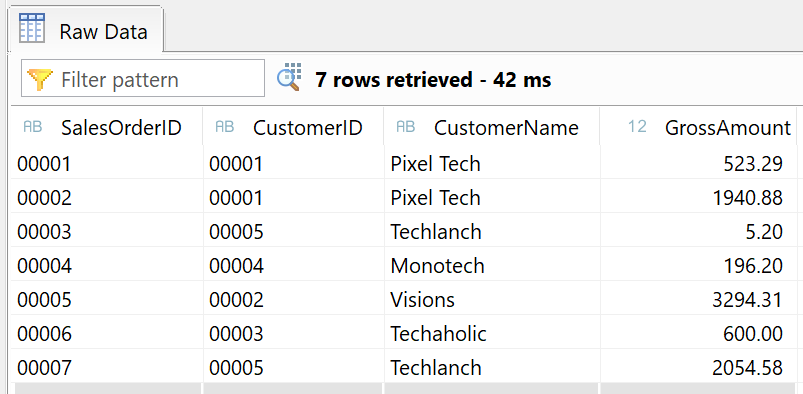 Raw Data
Filter pattern 7 rows retrieved - 42 ms
AB SalesOrderID AB CustomerID AB CustomerName 12 GrossAmount
00001 00001 Pixel Tech 523.29
00002 00001 Pixel Tech 1940.88
00003 00005 Techlanch 5.20
00004 00004 Monotech 196.20
00005 00002 Visions 3294.31
00006 00003 Techaholic 600.00
00007 00005 Techlanch 2054.58